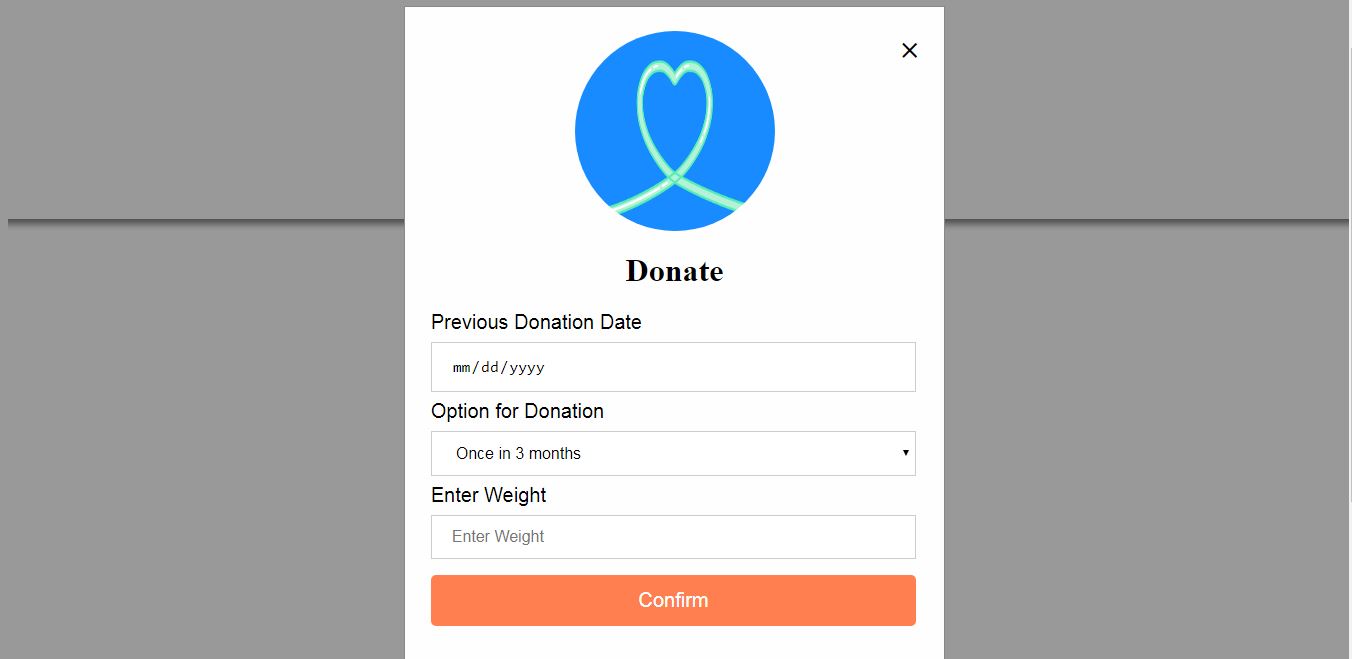 Donate
Previous Donation Date
mm/dd/yyyy
Option for Donation
Once in 3 months
Enter Weight
Enter Weight
Confirm